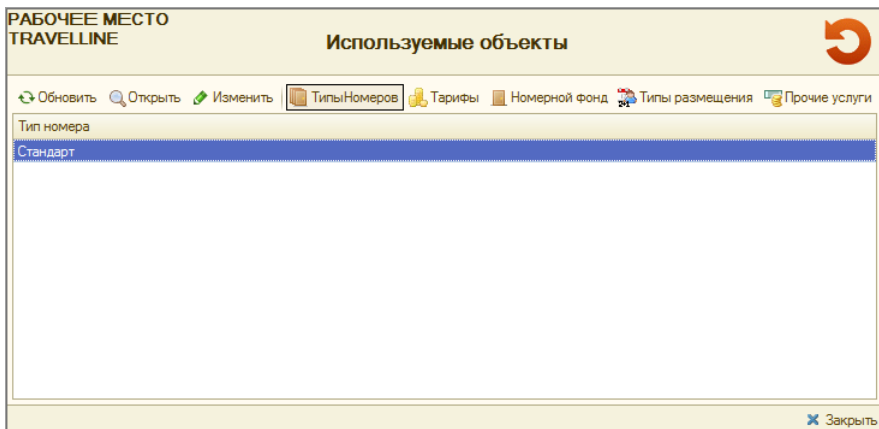 РАБОЧЕЕ МЕСТО
TRAVELLINE
Используемые объекты
Обновить Открыть Изменить ТипыНомеров Тарифы Номерной фонд Типы размещения Прочие услуги
Тип номера
Стандарт
Закрыть